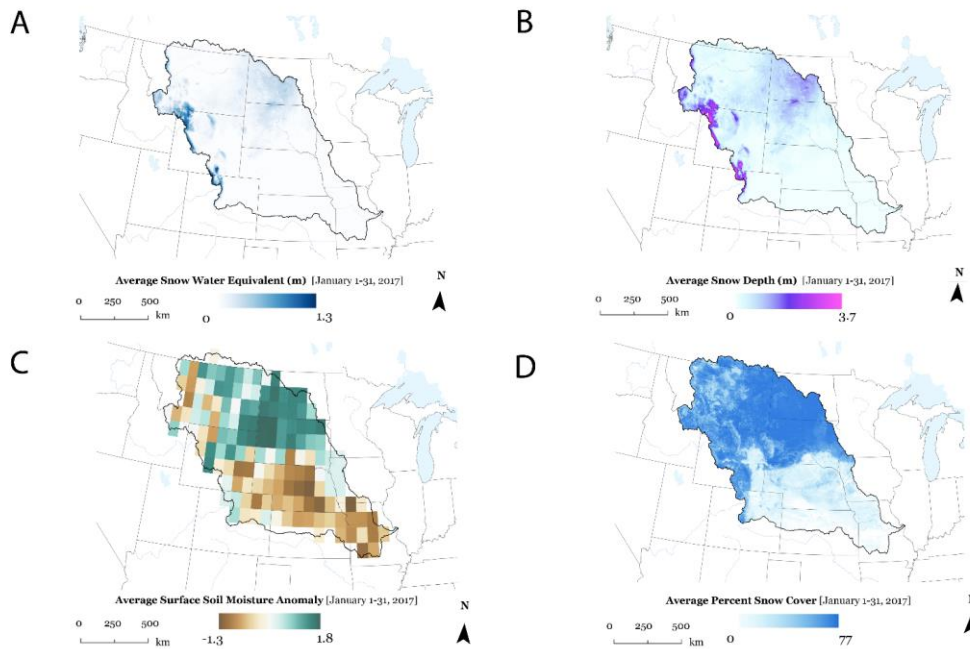 A
B
Average Snow Water Equivalent (m) [January 1-31, 2017]
N
0 250 500
km
0
1.3
Average Snow Depth (m) [January 1-31, 2017]
N
0 250 500
km
0
3.7
C
D
Average Surface Soil Moisture Anomaly [January 1-31, 2017]
N
0 250 500
km
-1.3
1.8
Average Percent Snow Cover [January 1-31, 2017]
N
0 250 500
km
0
77